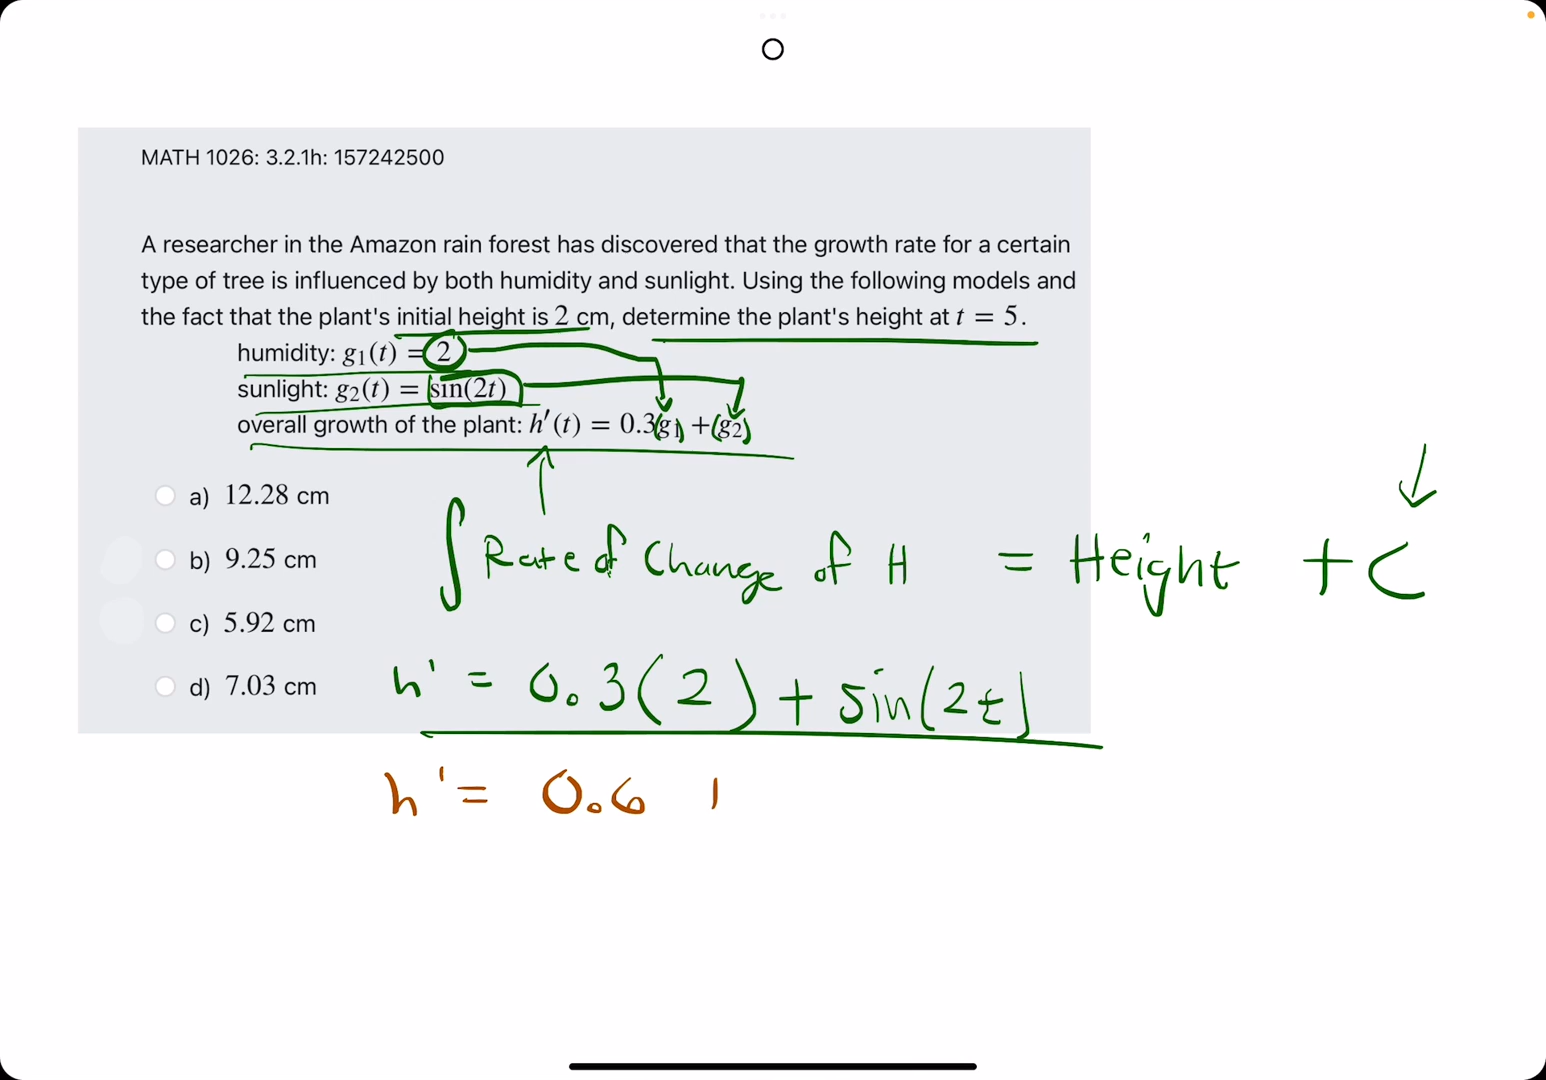 MATH 1026: 3.2.1h: 157242500
A researcher in the Amazon rain forest has discovered that the growth rate for a certain
type of tree is influenced by both humidity and sunlight. Using the following models and
the fact that the plant's initial height is 2 cm, determine the plant's height at t = 5.
humidity: g₁(t) = 2
sunlight: g₂(t) = sin(2t)
overall growth of the plant: h′(t) = 0.3(g₁) + (g₂)
a) 12.28 cm
∫ Rate of Change of H = Height + C
b) 9.25 cm
c) 5.92 cm
d) 7.03 cm
h' = 0.3(2) + sin(2t)
h' = 0.6